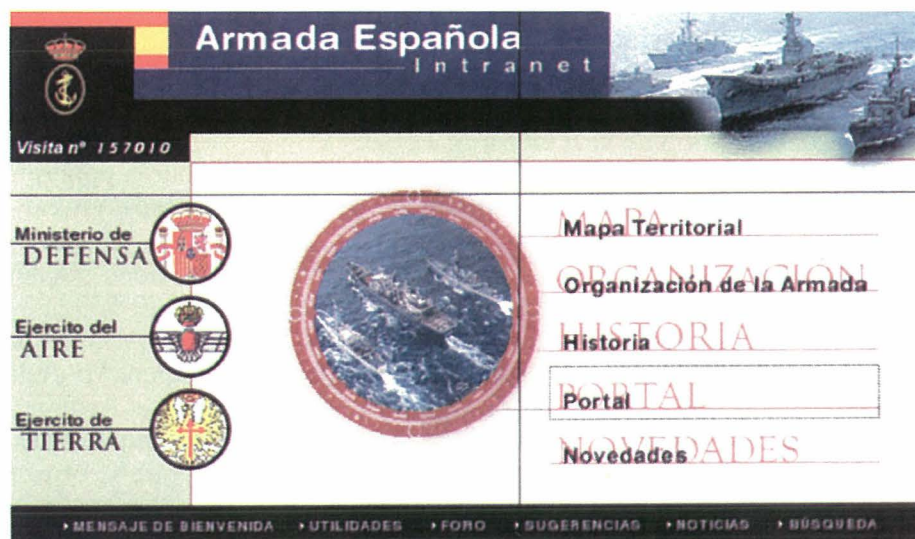 Armada Española
Intranet
Visita nº 157010
Ministerio de
DEFENSA
Ejercito del
AIRE
Ejercito de
TIERRA
MAPA
Mapa Territorial
ORGANIZACIÓN
Organización de la Armada
HISTORIA
Historia
PORTAL
Portal
NOVEDADES
Novedades
MENSAJE DE BIENVENIDA UTILIDADES FORO SUGERENCIAS NOTICIAS BÚSQUEDA